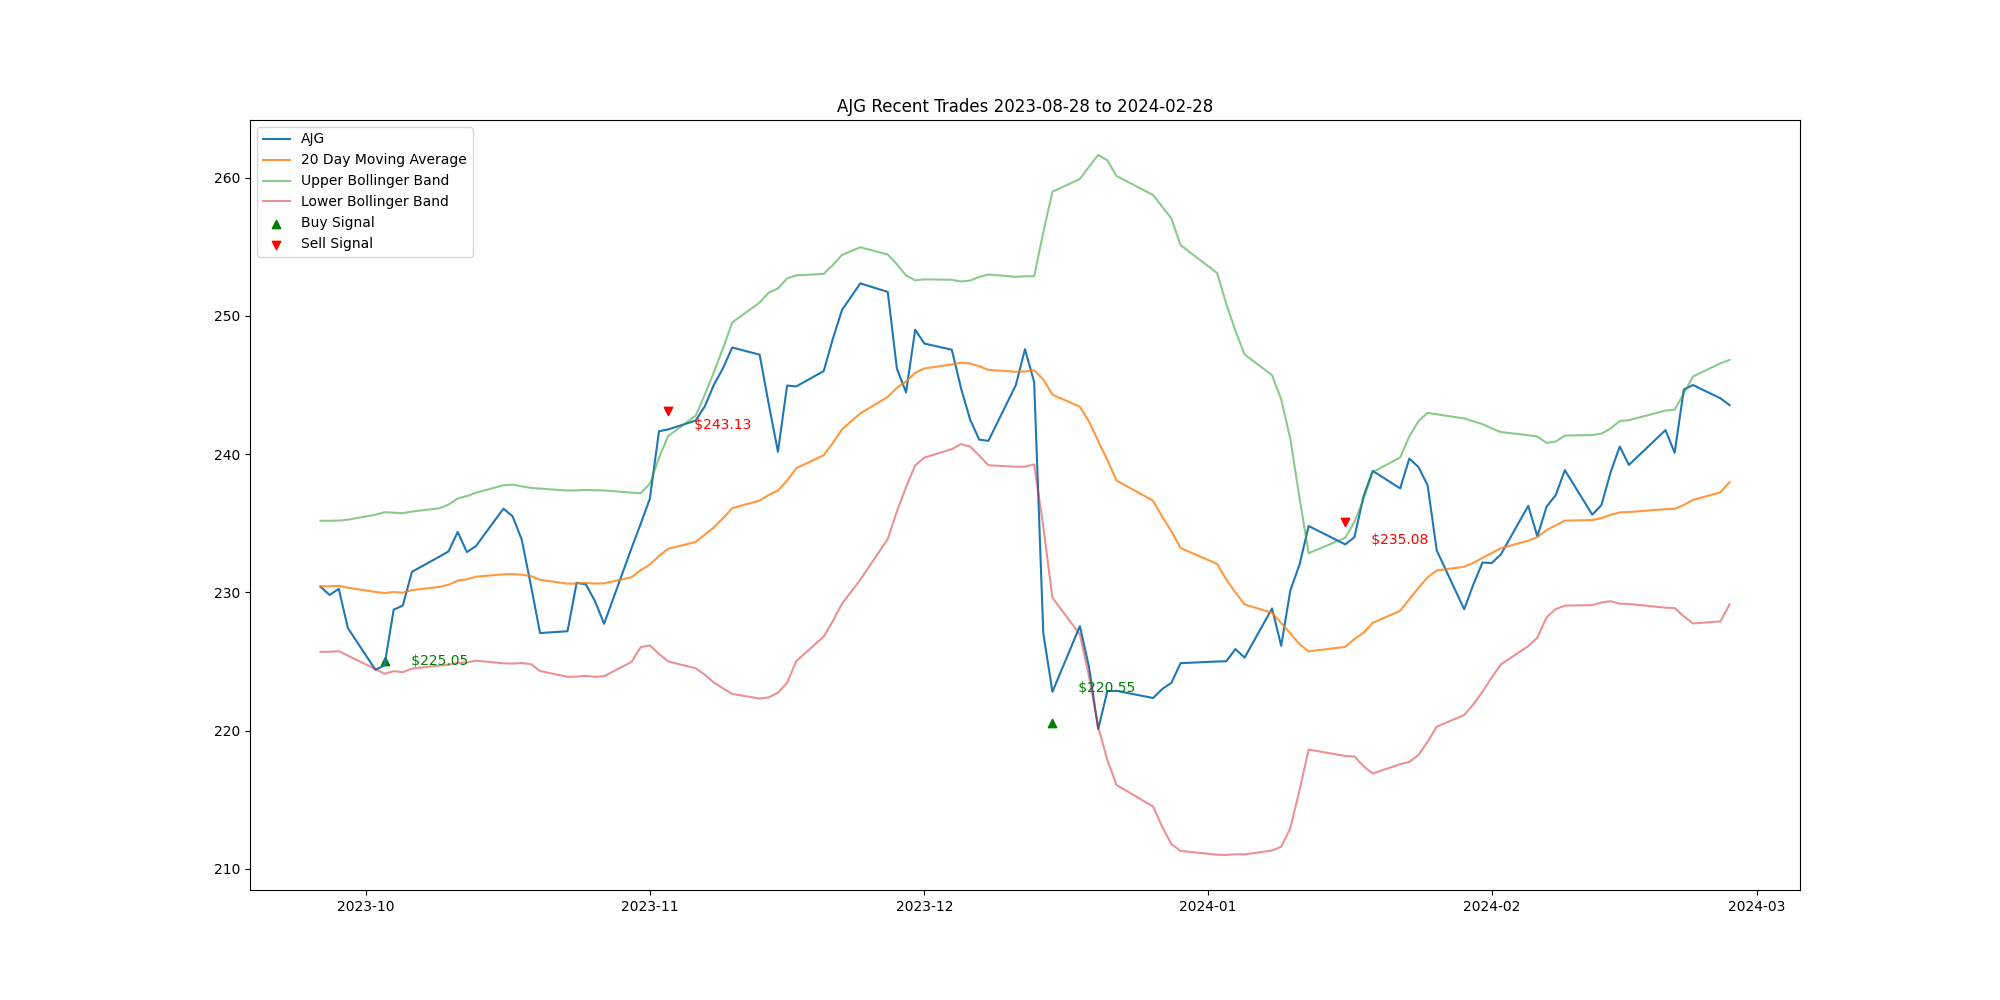 AJG Recent Trades 2023-08-28 to 2024-02-28
AJG
20 Day Moving Average
Upper Bollinger Band
Lower Bollinger Band
Buy Signal
Sell Signal
260
250
240
230
220
210
$243.13
$235.08
$225.05
$220.55
2023-10
2023-11
2023-12
2024-01
2024-02
2024-03